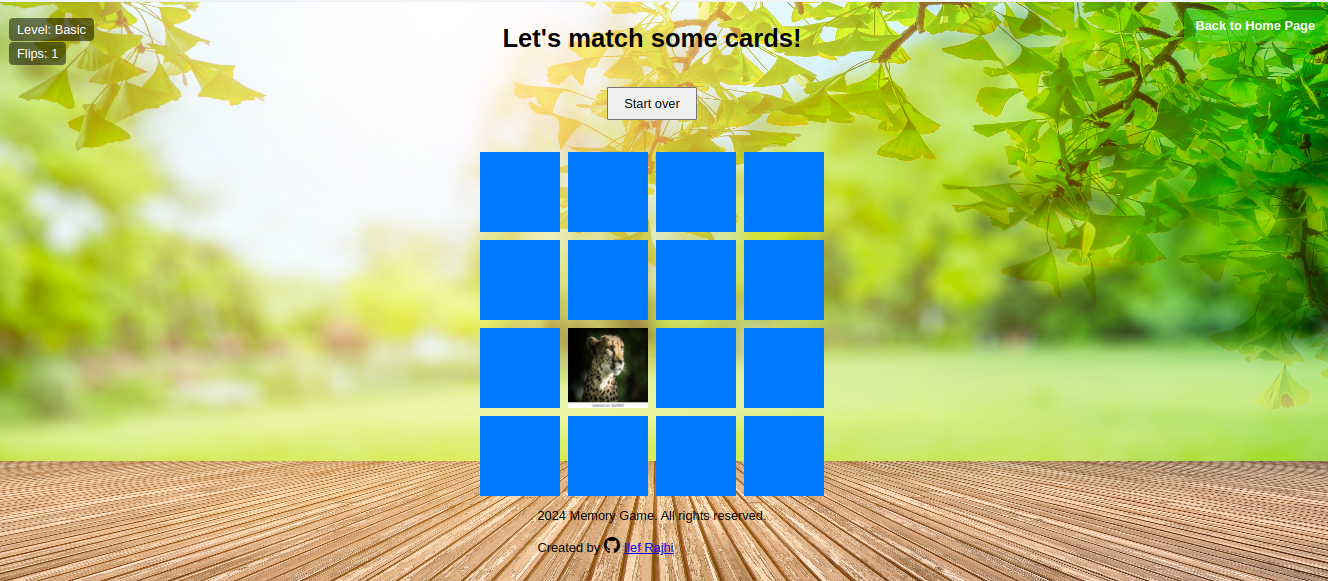 Level: Basic
Flips: 1
Let's match some cards!
Back to Home Page
Start over
2024 Memory Game. All rights reserved.
Created by Ilef Rajhi